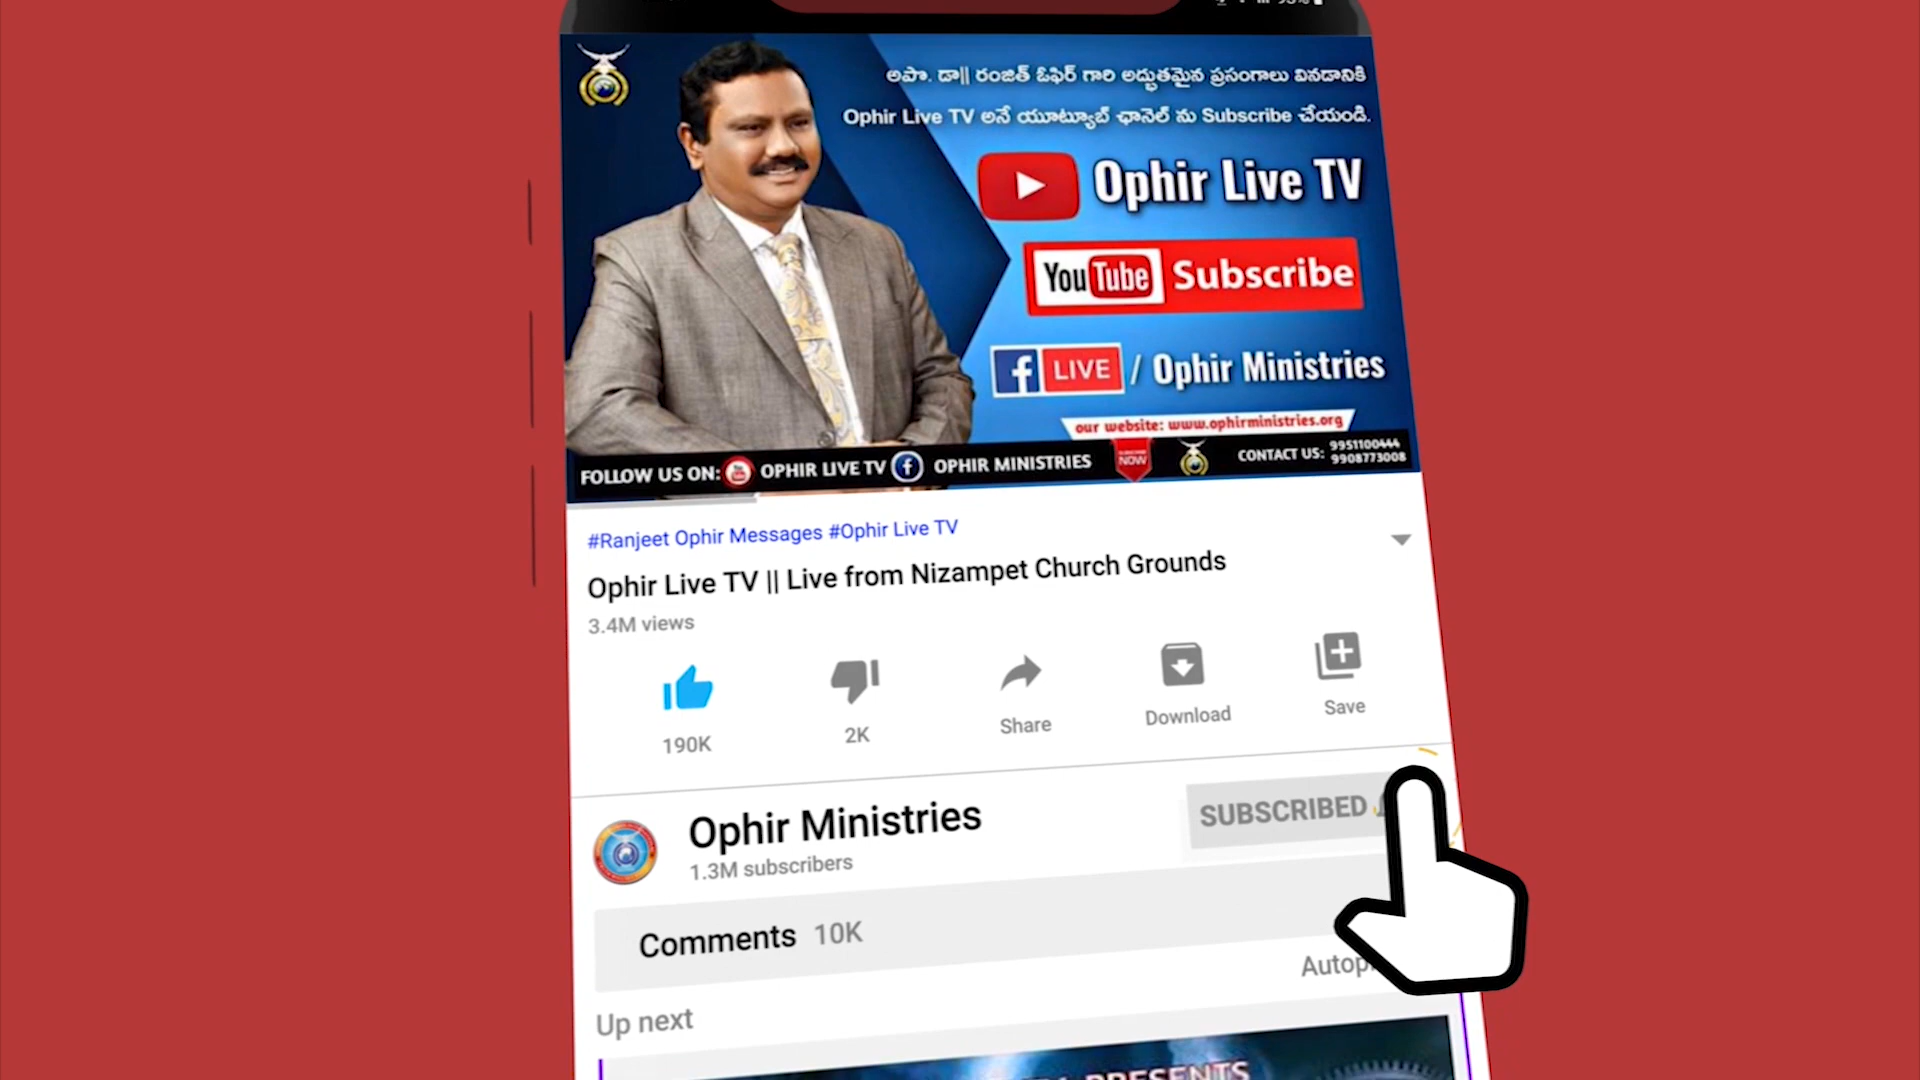 అపొ. డా|| రంజిత్ ఓఫిర్ గారి అద్భుతమైన ప్రసంగాలు వినడానికి
Ophir Live TV అనే యూట్యూబ్ ఛానెల్ ను Subscribe చేయండి.
Ophir Live TV
YouTube Subscribe
f LIVE / Ophir Ministries
our website: www.ophirministries.org
FOLLOW US ON: OPHIR LIVE TV f OPHIR MINISTRIES NOW CONTACT US: 9951100444
9908773008
#Ranjeet Ophir Messages #Ophir Live TV
Ophir Live TV || Live from Nizampet Church Grounds
3.4M views
190K 2K Share Download Save
Ophir Ministries SUBSCRIBED
1.3M subscribers
Comments 10K
Up next
PRESENTS